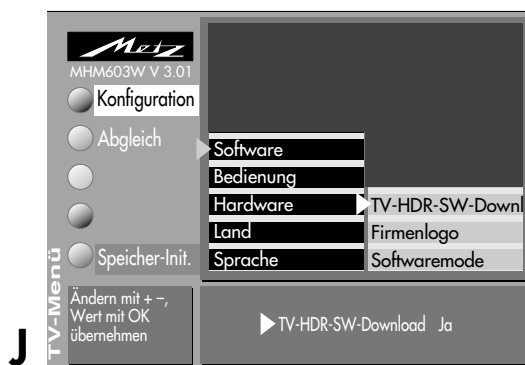 Metz
MHM603W V 3.01
Konfiguration
Abgleich
Speicher-Init.
TV-Menü
Software
Bedienung
Hardware
Land
Sprache
TV-HDR-SW-Downl
Firmenlogo
Softwaremode
Ändern mit + –,
Wert mit OK
übernehmen
TV-HDR-SW-Download Ja
J